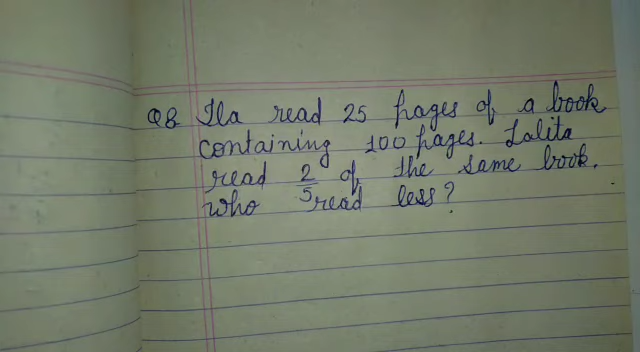 Q8 Ila read 25 pages of a book
containing 100 pages. Lalita
read 2/5 of the same book.
who read less?